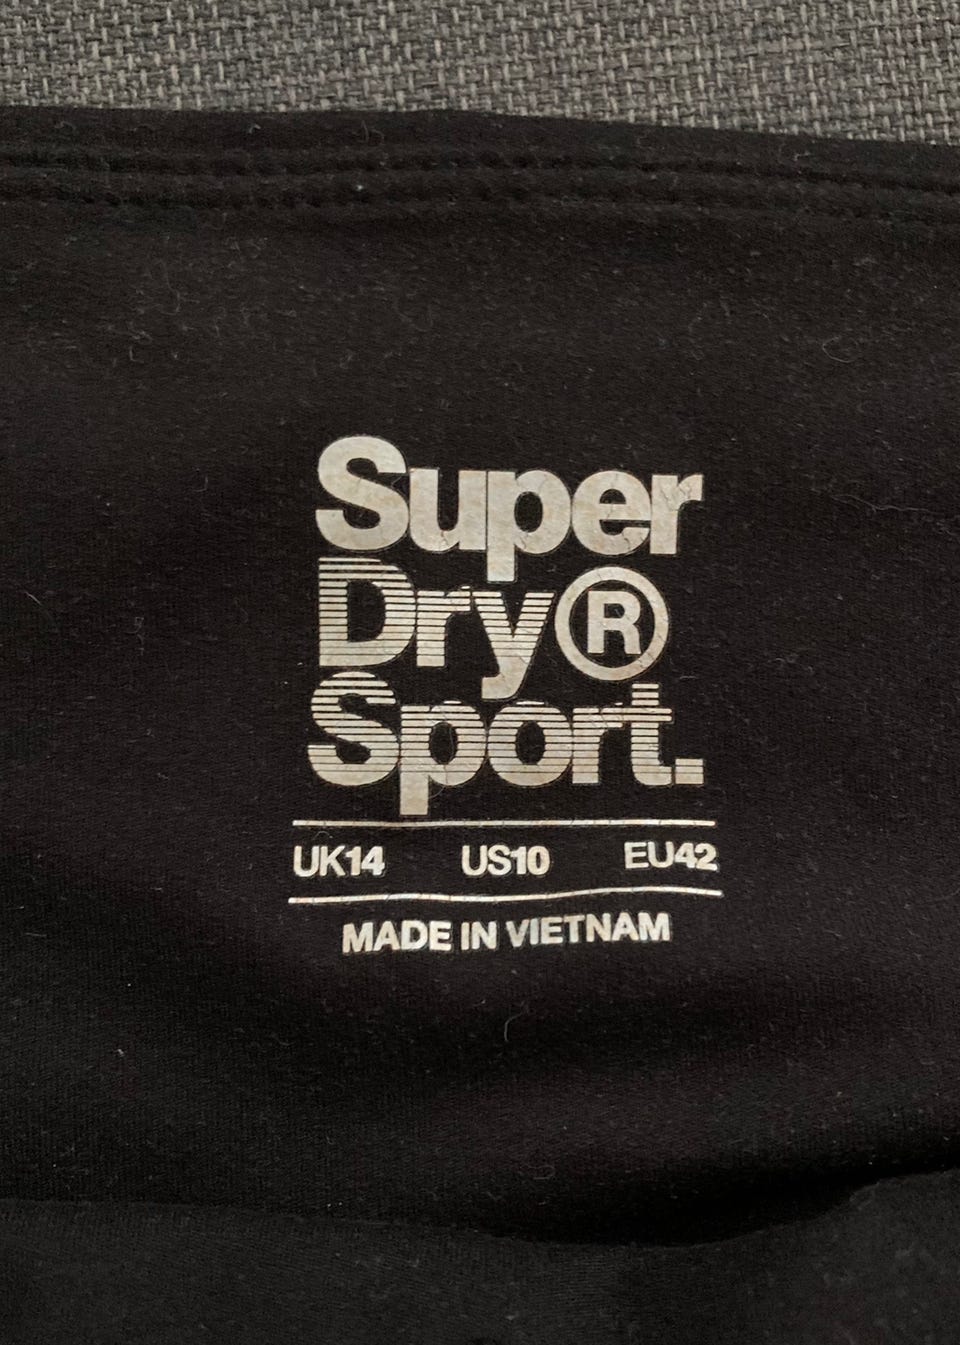 Super
Dry®
Sport.
UK14 US10 EU42
MADE IN VIETNAM